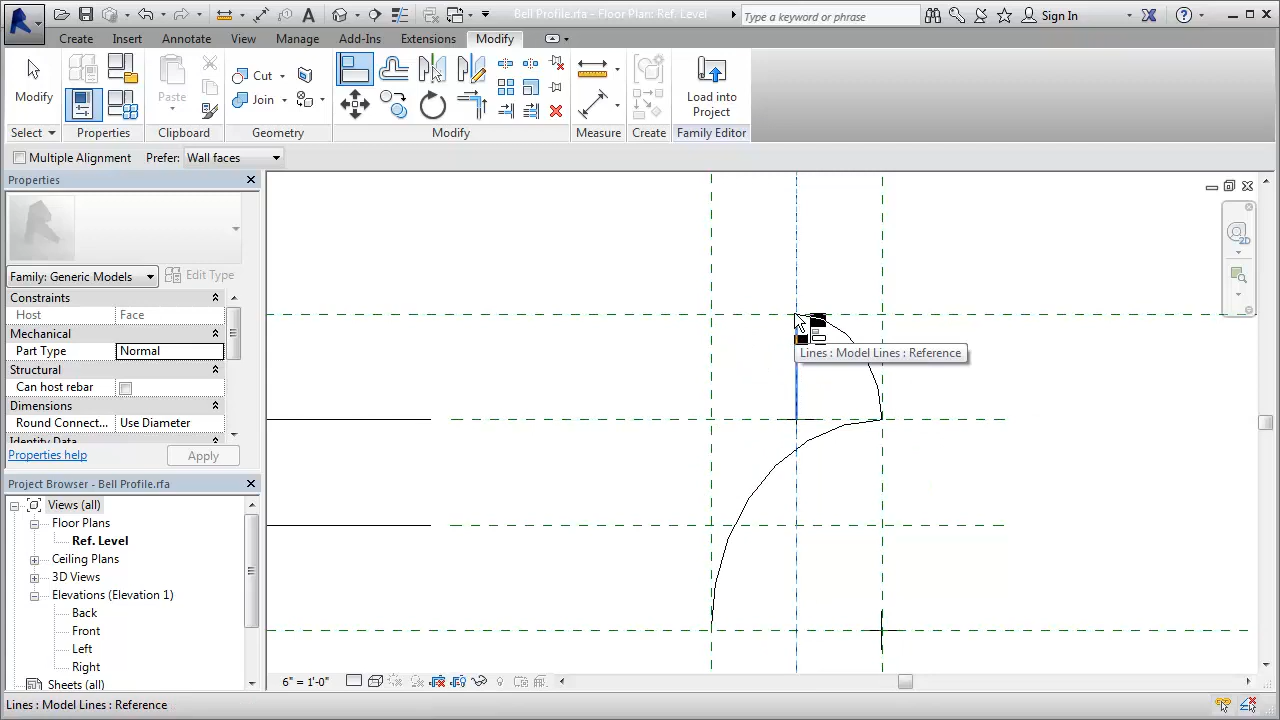 Bell Profile.rfa - Floor Plan: Ref. Level
Type a keyword or phrase
Sign In
Create
Insert
Annotate
View
Manage
Add-Ins
Extensions
Modify
Modify
Paste
Cut
Join
Load into
Project
Select
Properties
Clipboard
Geometry
Modify
Measure
Create
Family Editor
Multiple Alignment
Prefer:
Wall faces
Properties
Family: Generic Models
Edit Type
Constraints
Host
Face
Mechanical
Part Type
Normal
Structural
Can host rebar
Dimensions
Round Connect...
Use Diameter
Identity Data
Properties help
Apply
Project Browser - Bell Profile.rfa
Views (all)
Floor Plans
Ref. Level
Ceiling Plans
3D Views
Elevations (Elevation 1)
Back
Front
Left
Right
Sheets (all)
2D
Lines : Model Lines : Reference
6" = 1'-0"
Lines : Model Lines : Reference